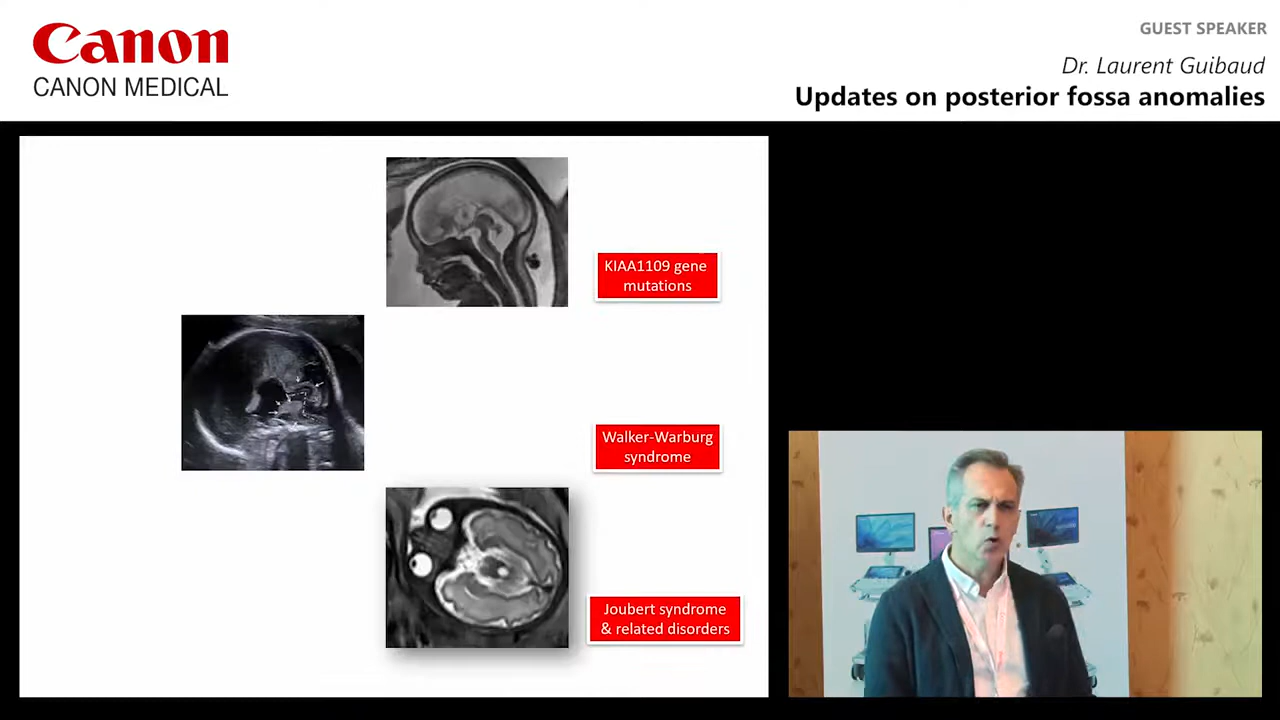 Canon
CANON MEDICAL
GUEST SPEAKER
Dr. Laurent Guibaud
Updates on posterior fossa anomalies
KIAA1109 gene
mutations
Walker-Warburg
syndrome
Joubert syndrome
& related disorders